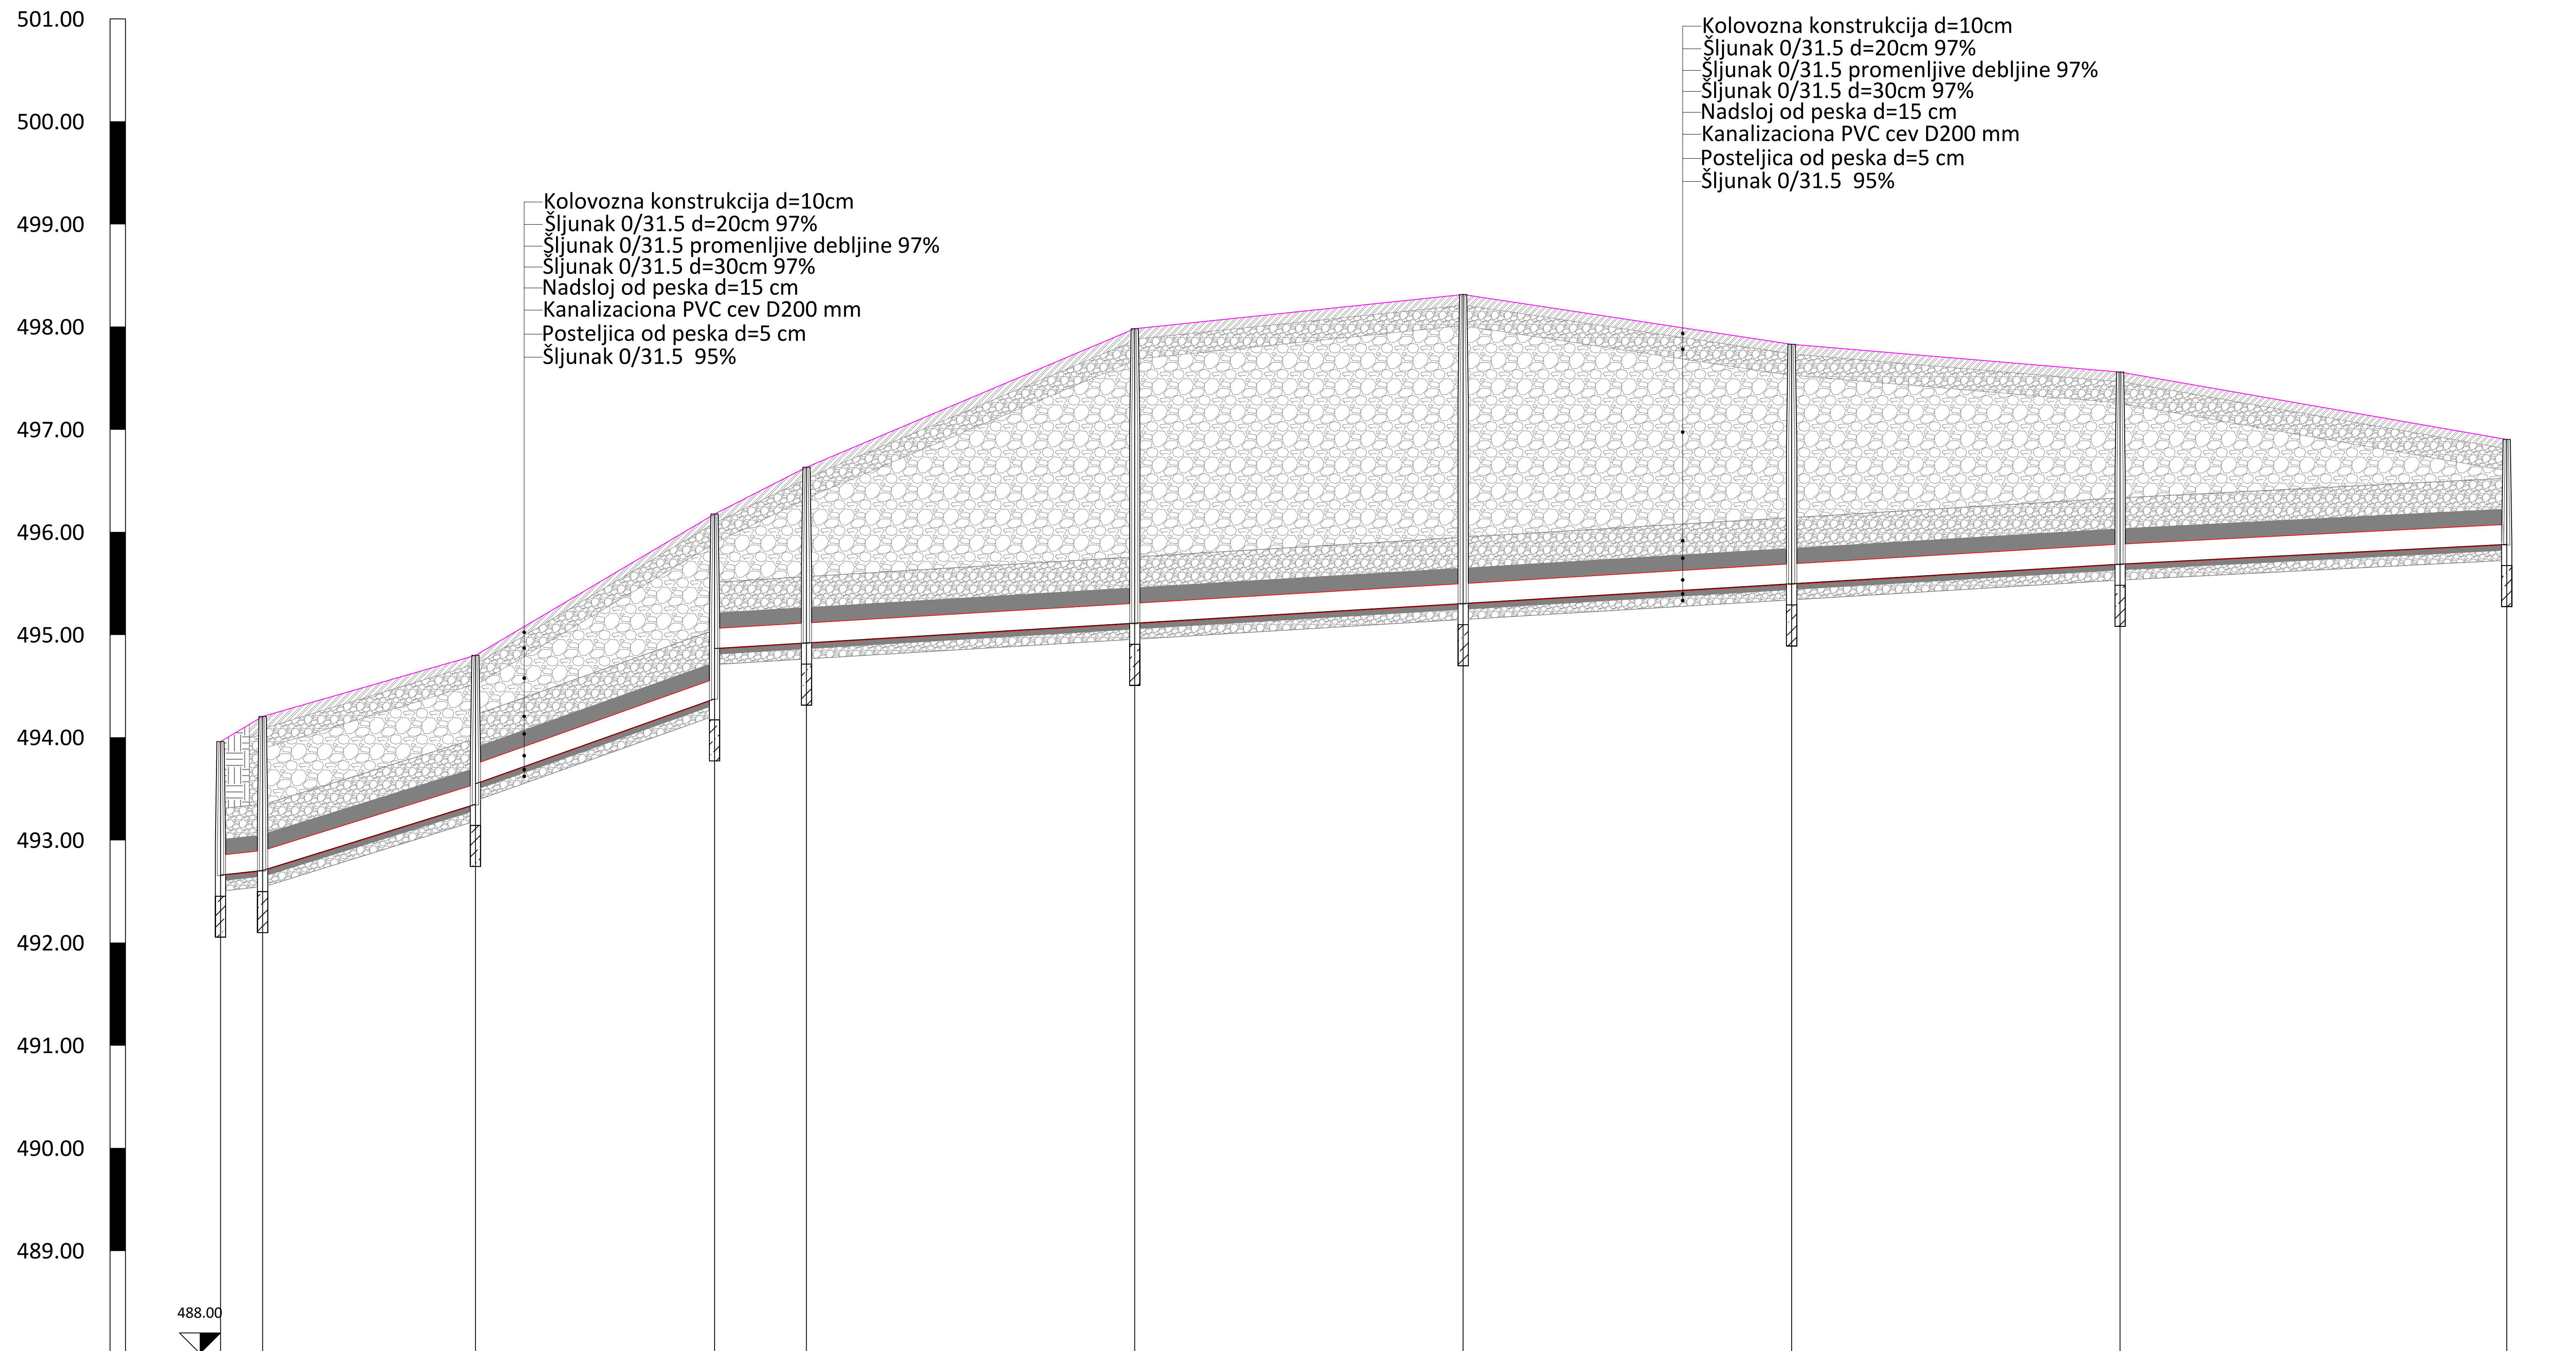 501.00
500.00
499.00
498.00
497.00
496.00
495.00
494.00
493.00
492.00
491.00
490.00
489.00
488.00
Kolovozna konstrukcija d=10cm
Šljunak 0/31.5 d=20cm 97%
Šljunak 0/31.5 promenljive debljine 97%
Šljunak 0/31.5 d=30cm 97%
Nadsloj od peska d=15 cm
Kanalizaciona PVC cev D200 mm
Posteljica od peska d=5 cm
Šljunak 0/31.5 95%
Kolovozna konstrukcija d=10cm
Šljunak 0/31.5 d=20cm 97%
Šljunak 0/31.5 promenljive debljine 97%
Šljunak 0/31.5 d=30cm 97%
Nadsloj od peska d=15 cm
Kanalizaciona PVC cev D200 mm
Posteljica od peska d=5 cm
Šljunak 0/31.5 95%